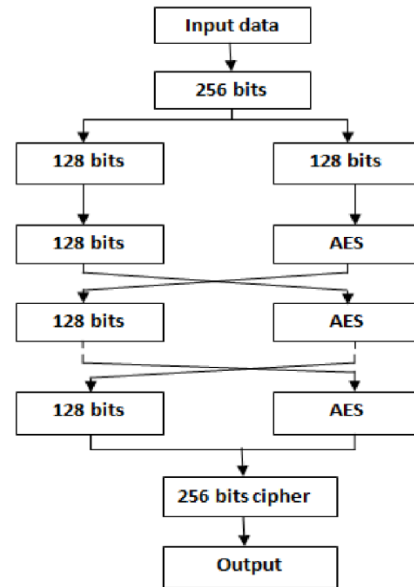 Input data
256 bits
128 bits
128 bits
128 bits
AES
128 bits
AES
128 bits
AES
256 bits cipher
Output